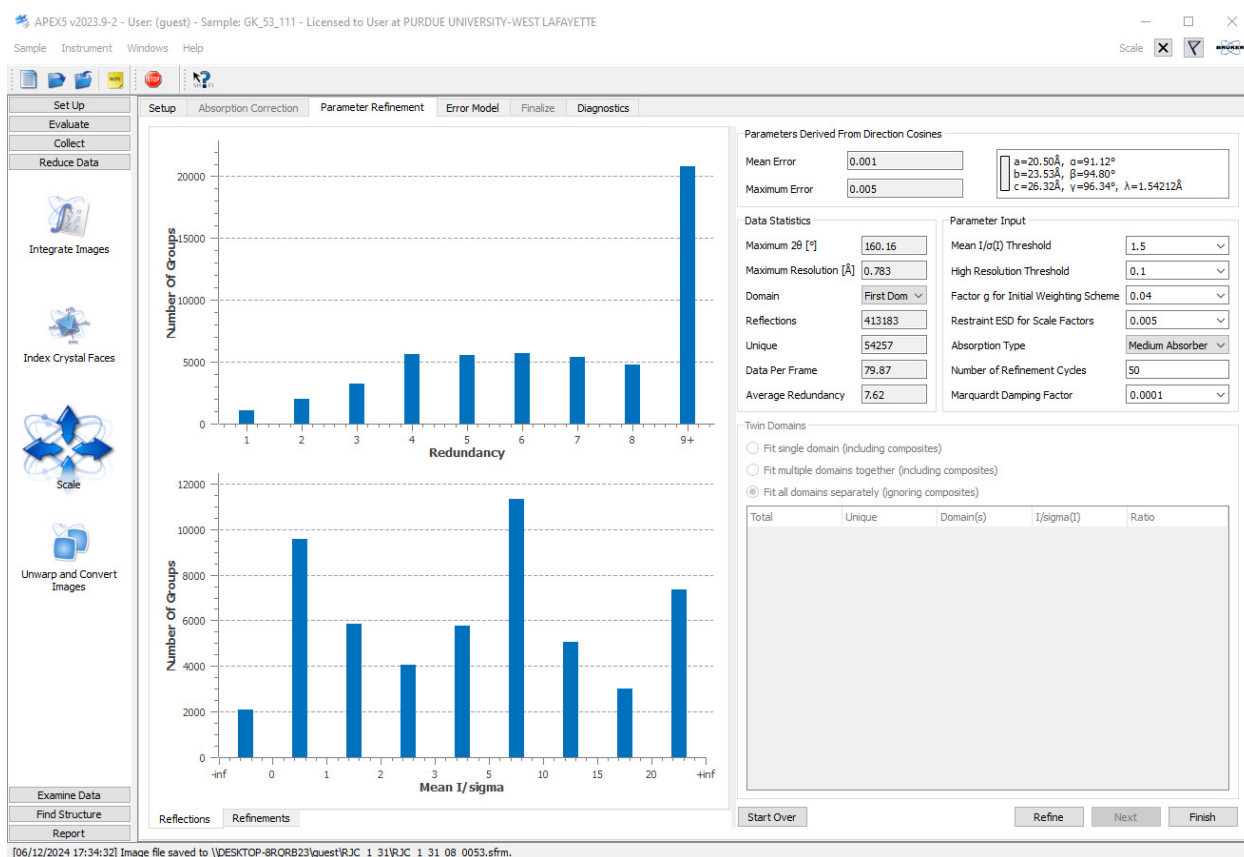 APEX5 v2023.9-2 - User: (guest) - Sample: GK_53_111 - Licensed to User at PURDUE UNIVERSITY-WEST LAFAYETTE
Sample Instrument Windows Help
Scale
BRUKER
NOTE
STOP
Set Up
Evaluate
Collect
Reduce Data
Integrate Images
Index Crystal Faces
Scale
Unwarp and Convert
Images
Examine Data
Find Structure
Report
Setup Absorption Correction Parameter Refinement Error Model Finalize Diagnostics
Number Of Groups
20000
15000
10000
5000
0
1 2 3 4 5 6 7 8 9+
Redundancy
Number Of Groups
12000
10000
8000
6000
4000
2000
0
-inf 0 1 2 3 5 10 15 20 +inf
Mean I/sigma
Reflections Refinements
Parameters Derived From Direction Cosines
Mean Error 0.001
Maximum Error 0.005
a=20.50Å, α=91.12°
b=23.53Å, β=94.80°
c=26.32Å, γ=96.34°, λ=1.54212Å
Data Statistics
Maximum 2θ [°] 160.16
Maximum Resolution [Å] 0.783
Domain First Dom
Reflections 413183
Unique 54257
Data Per Frame 79.87
Average Redundancy 7.62
Parameter Input
Mean I/σ(I) Threshold 1.5
High Resolution Threshold 0.1
Factor g for Initial Weighting Scheme 0.04
Restraint ESD for Scale Factors 0.005
Absorption Type Medium Absorber
Number of Refinement Cycles 50
Marquardt Damping Factor 0.0001
Twin Domains
Fit single domain (including composites)
Fit multiple domains together (including composites)
Fit all domains separately (ignoring composites)
Total Unique Domain(s) I/sigma(I) Ratio
Start Over Refine Next Finish
[06/12/2024 17:34:32] Image file saved to \\DESKTOP-8RQRB23\guest\RJC_1_31\RJC_1_31_08_0053.sfrm.